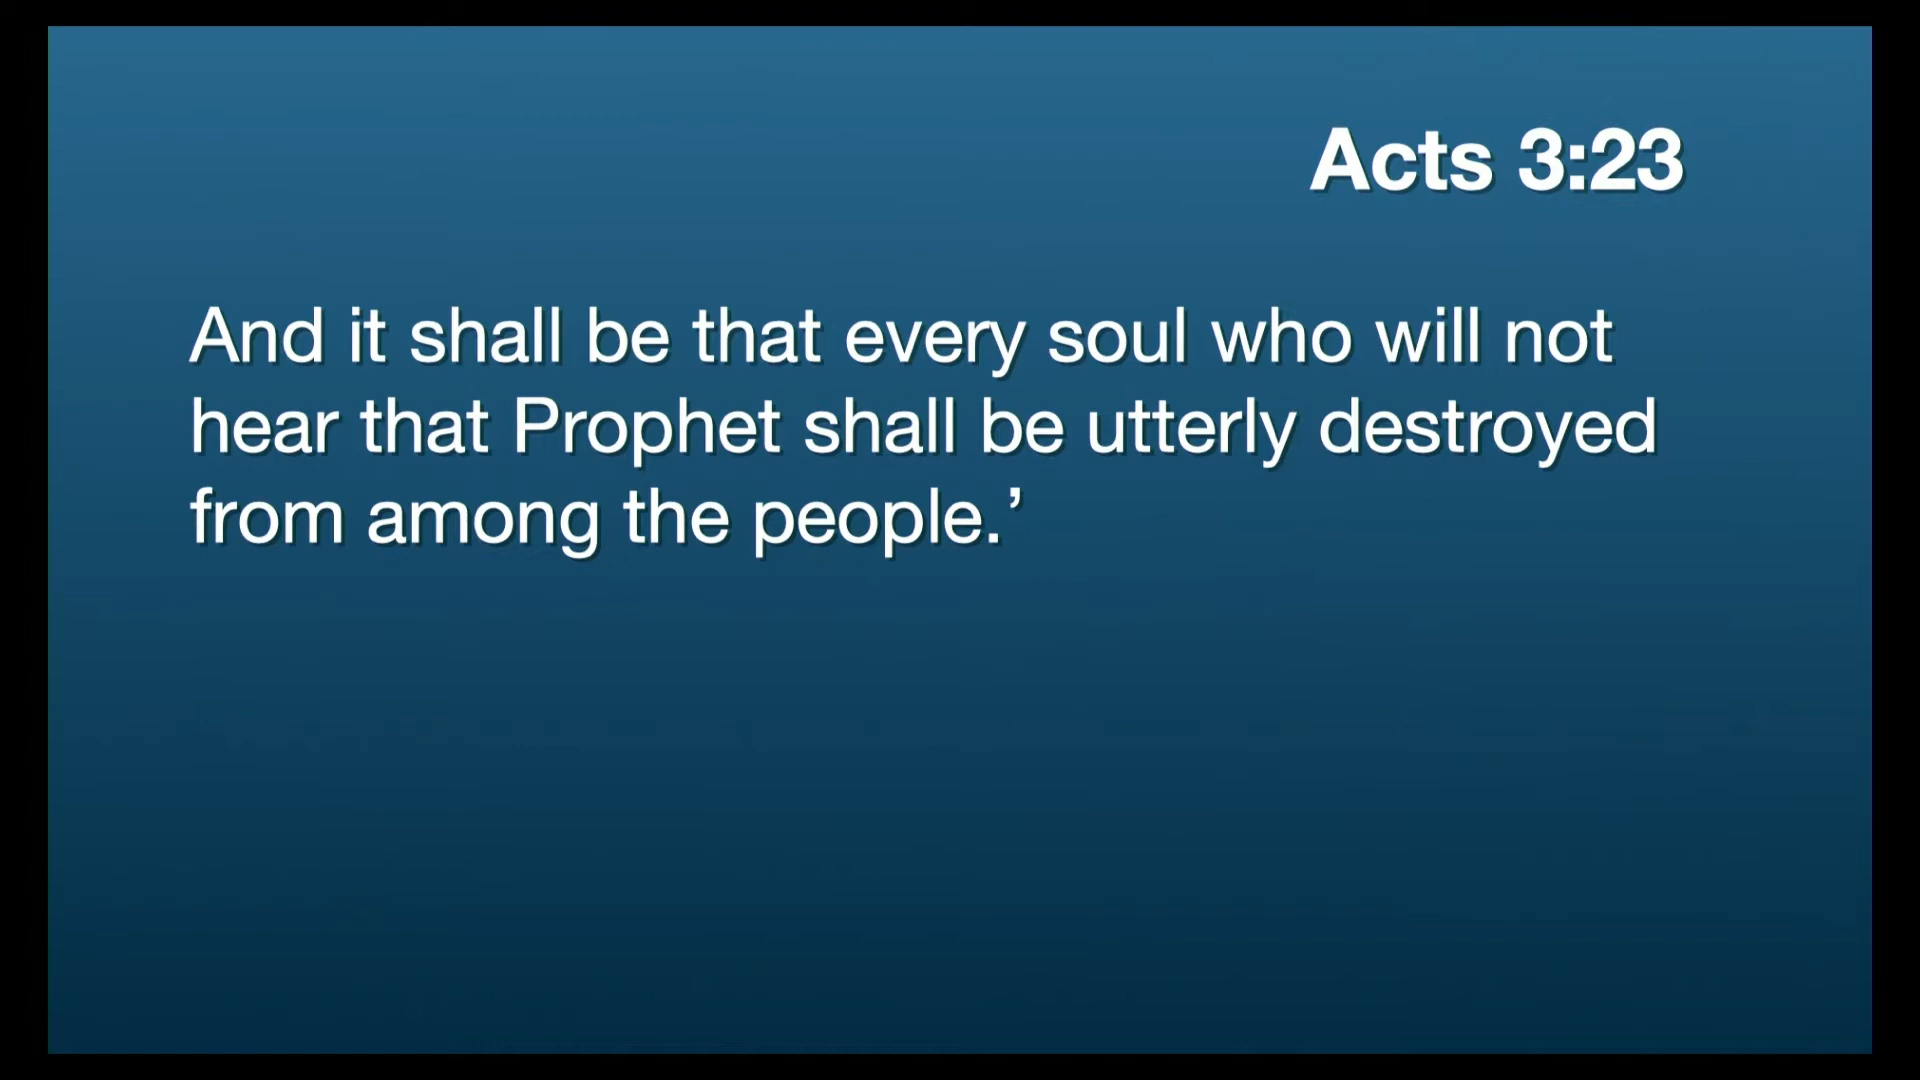 Acts 3:23
And it shall be that every soul who will not
hear that Prophet shall be utterly destroyed
from among the people.’